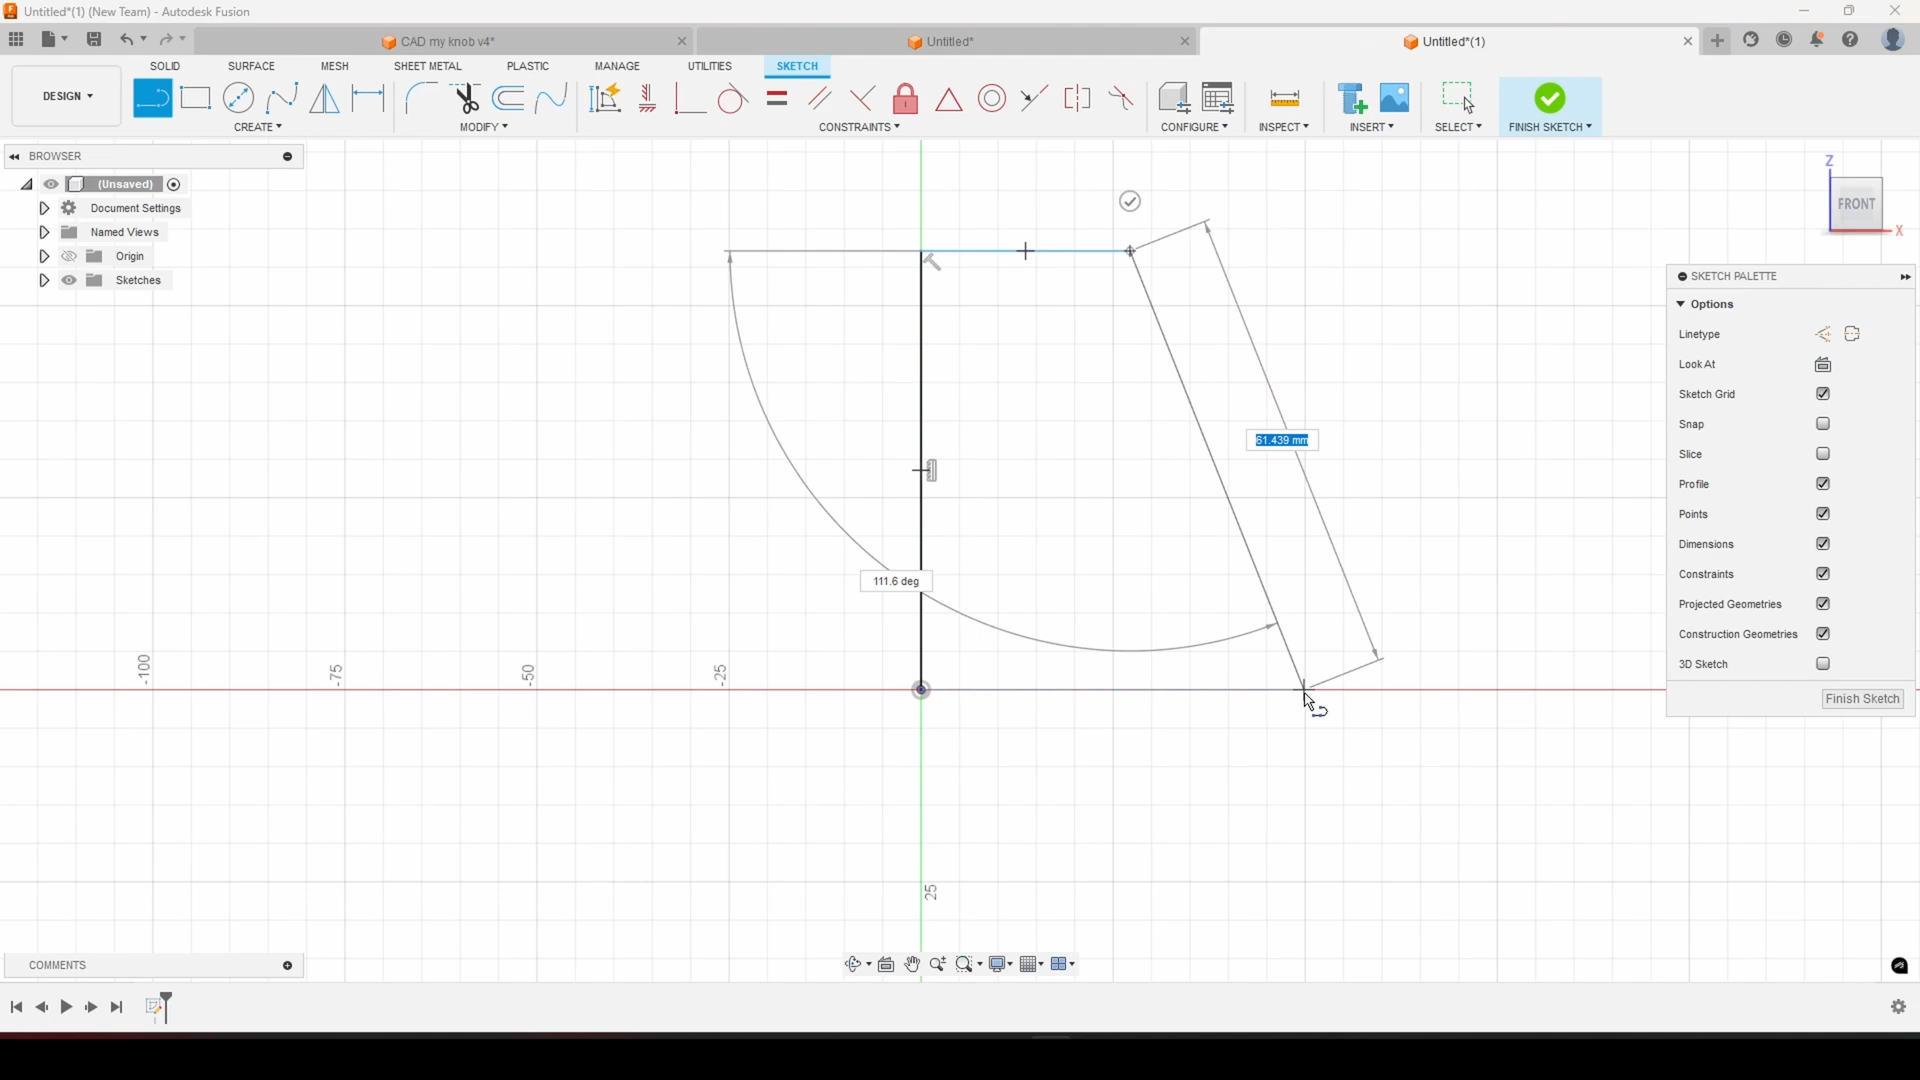 Untitled*(1) (New Team) - Autodesk Fusion
CAD my knob v4*
Untitled*
Untitled*(1)
DESIGN
SOLID
SURFACE
MESH
SHEET METAL
PLASTIC
MANAGE
UTILITIES
SKETCH
CREATE
MODIFY
CONSTRAINTS
CONFIGURE
INSPECT
INSERT
SELECT
FINISH SKETCH
BROWSER
(Unsaved)
Document Settings
Named Views
Origin
Sketches
Z
FRONT
X
61.439 mm
111.6 deg
-100
-75
-50
-25
25
SKETCH PALETTE
Options
Linetype
Look At
Sketch Grid
Snap
Slice
Profile
Points
Dimensions
Constraints
Projected Geometries
Construction Geometries
3D Sketch
Finish Sketch
COMMENTS